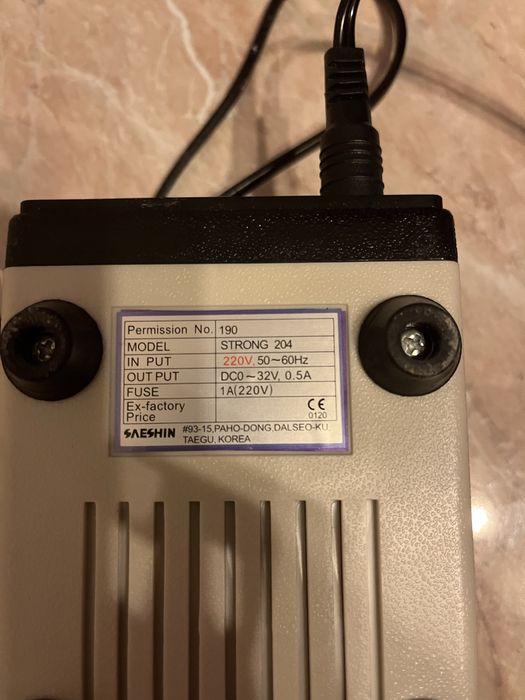 Permission No. 190
MODEL STRONG 204
IN PUT 220V, 50~60Hz
OUT PUT DC0~32V, 0.5A
FUSE 1A(220V)
Ex-factory Price
CE 0120
SAESHIN #93-15,PAHO-DONG,DALSEO-KU,
TAEGU, KOREA